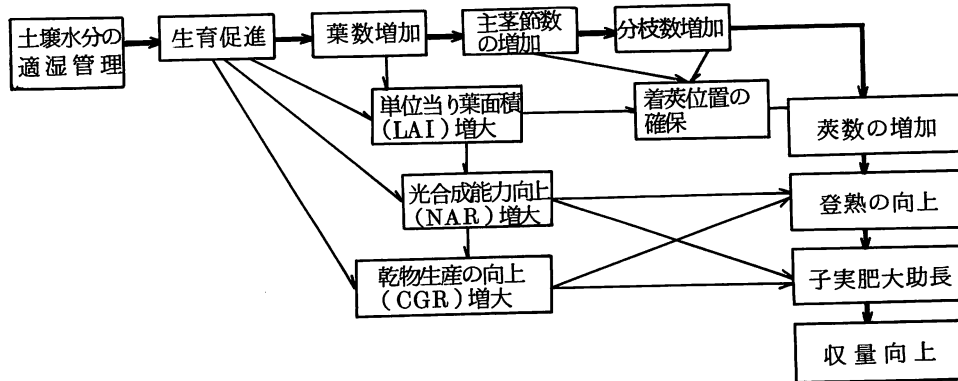 土壌水分の
適湿管理
生育促進
葉数増加
主茎節数
の増加
分枝数増加
単位当り葉面積
(LAI)増大
着莢位置の
確保
莢数の増加
光合成能力向上
(NAR)増大
登熟の向上
乾物生産の向上
(CGR)増大
子実肥大助長
収量向上